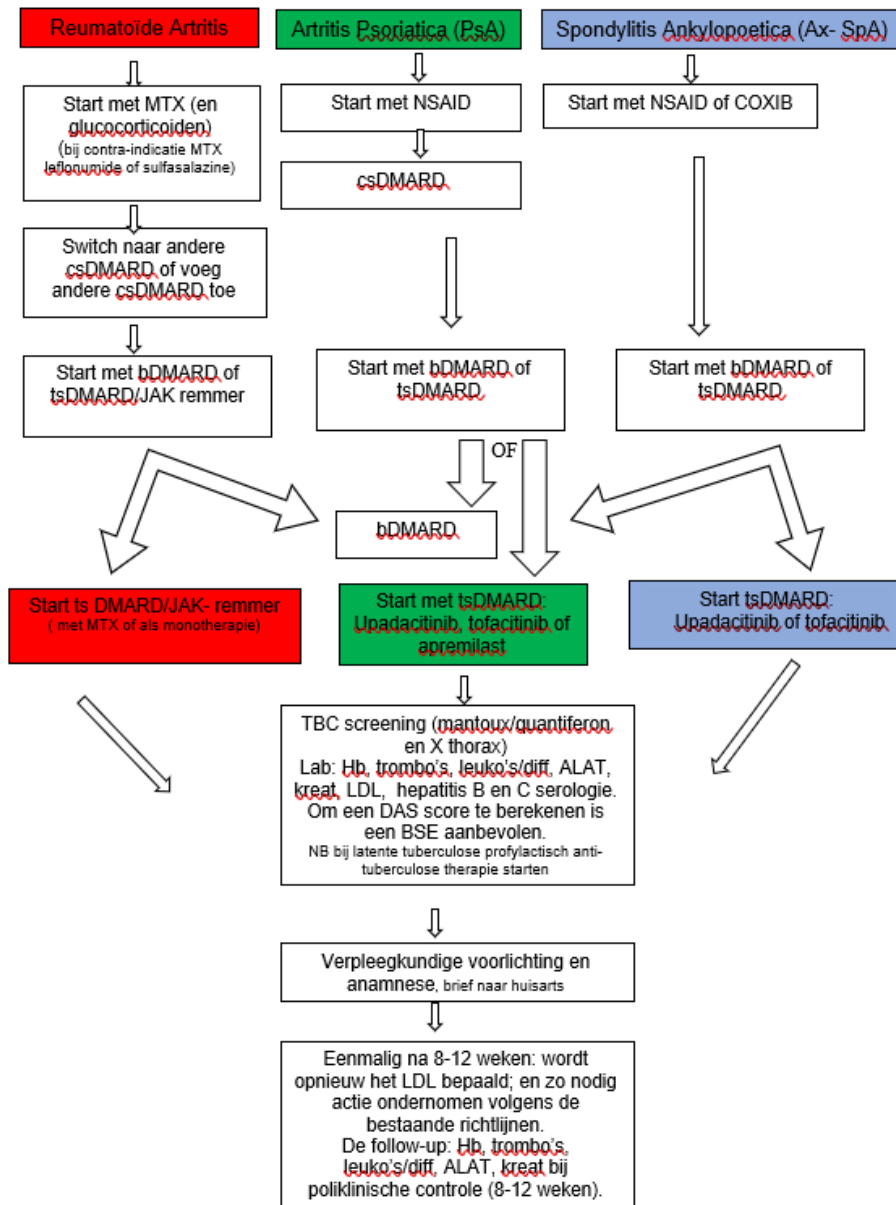 Reumatoïde Artritis
Artritis Psoriatica (PsA)
Spondylitis Ankylopoetica (Ax- SpA)
Start met MTX (en
glucocorticoiden)
(bij contra-indicatie MTX
leflonumide of sulfasalazine)
Start met NSAID
Start met NSAID of COXIB
csDMARD
Switch naar andere
csDMARD of voeg
andere csDMARD toe
Start met bDMARD of
tsDMARD/JAK remmer
Start met bDMARD of
tsDMARD
Start met bDMARD of
tsDMARD
OF
bDMARD
Start ts DMARD/JAK- remmer
( met MTX of als monotherapie)
Start met tsDMARD:
Upadacitinib, tofacitinib of
apremilast
Start tsDMARD:
Upadacitinib of tofacitinib
TBC screening (mantoux/quantiferon
en X thorax)
Lab: Hb, trombo's, leuko's/diff, ALAT,
kreat, LDL, hepatitis B en C serologie.
Om een DAS score te berekenen is
een BSE aanbevolen.
NB bij latente tuberculose profylactisch anti-
tuberculose therapie starten
Verpleegkundige voorlichting en
anamnese, brief naar huisarts
Eenmalig na 8-12 weken: wordt
opnieuw het LDL bepaald; en zo nodig
actie ondernomen volgens de
bestaande richtlijnen.
De follow-up: Hb, trombo's,
leuko's/diff, ALAT, kreat bij
poliklinische controle (8-12 weken).